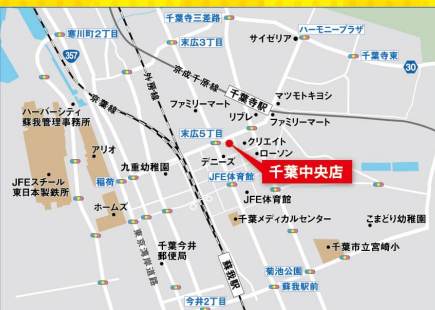 千葉寺三差路
寒川町2丁目
ハーモニープラザ
末広3丁目
サイゼリア
357
千葉寺東
30
外房線
京成千原線
京葉線
千葉寺駅
マツモトキヨシ
ファミリーマート
リブレ
ファミリーマート
ハーバーシティ
蘇我管理事務所
末広5丁目
クリエイト
アリオ
ローソン
デニーズ
千葉中央店
九重幼稚園
JFE体育館
JFEスチール
東日本製鉄所
稲荷
JFE体育館
ホームズ
千葉メディカルセンター
こまどり幼稚園
東京湾岸道路
千葉今井
郵便局
蘇我駅
千葉市立宮崎小
菊池公園
蘇我駅前
今井2丁目